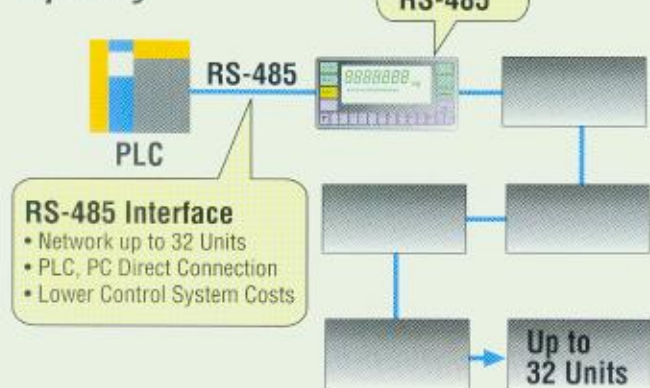 RS-485
RS-485
PLC
RS-485 Interface
• Network up to 32 Units
• PLC, PC Direct Connection
• Lower Control System Costs
8888888
Up to
32 Units